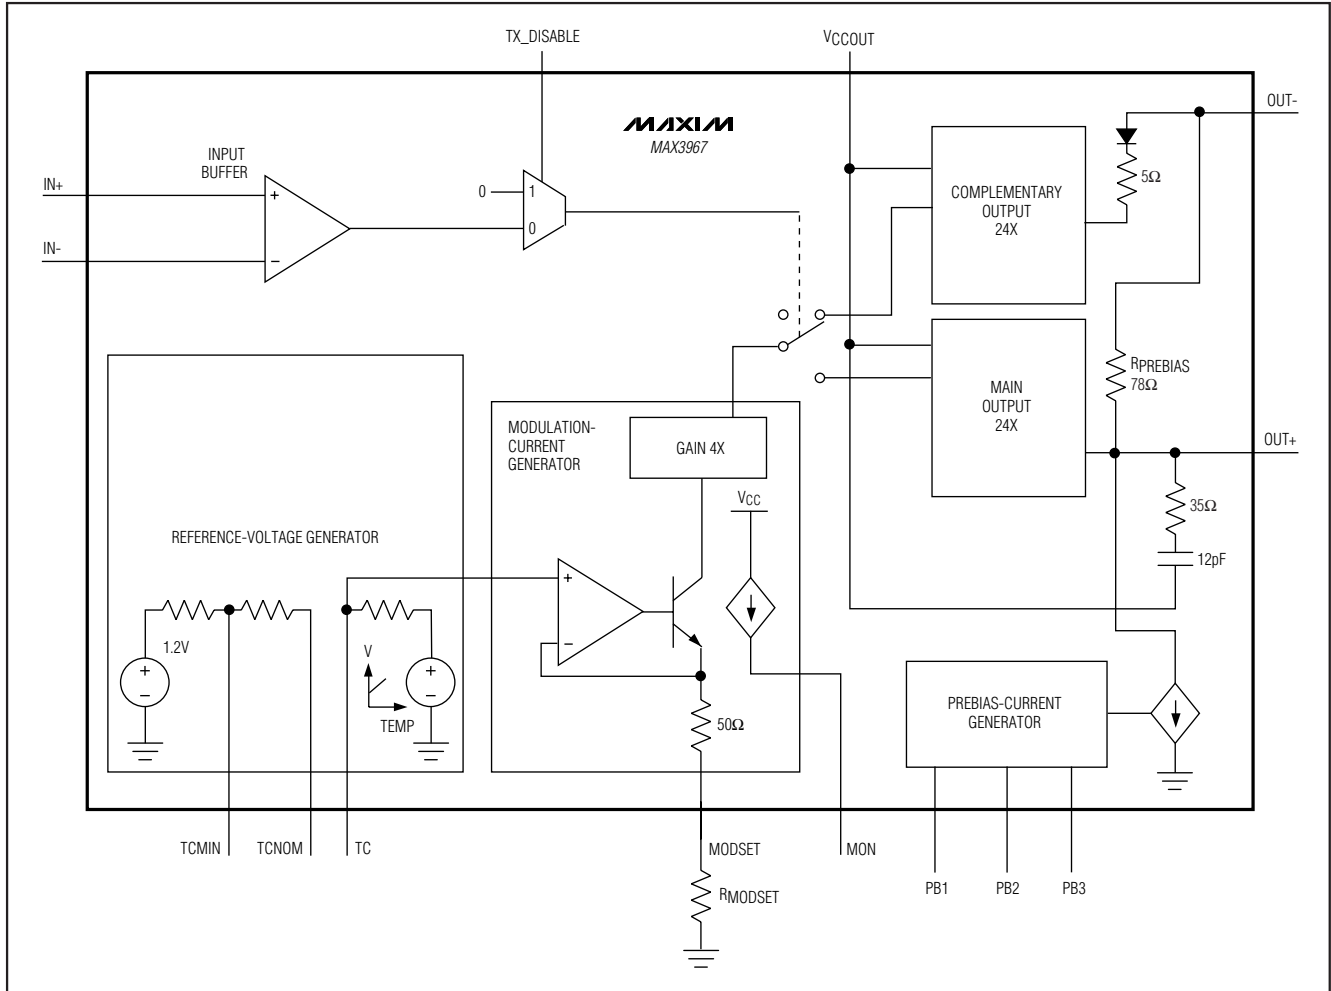 TX_DISABLE
VCCOUT
OUT-
MAXIM
MAX3967
INPUT
BUFFER
IN+
+
0
1
COMPLEMENTARY
OUTPUT
24X
5Ω
0
IN-
−
RPREBIAS
78Ω
MAIN
OUTPUT
24X
MODULATION-
CURRENT
GENERATOR
GAIN 4X
OUT+
VCC
35Ω
REFERENCE-VOLTAGE GENERATOR
12pF
+
−
1.2V
+
−
V
TEMP
+
−
50Ω
PREBIAS-CURRENT
GENERATOR
TCMIN
TCNOM
TC
MODSET
MON
RMODSET
PB1
PB2
PB3